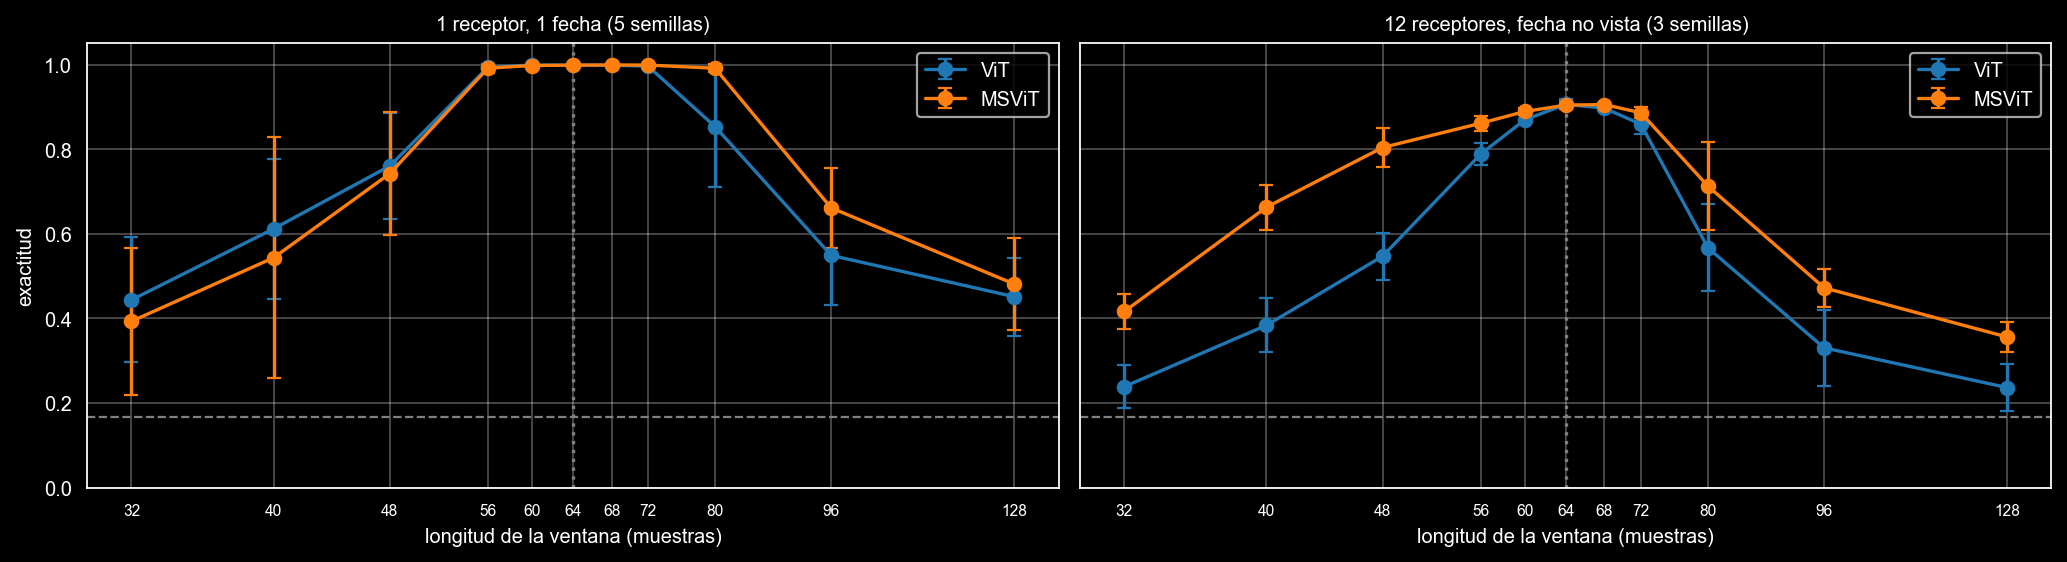 1 receptor, 1 fecha (5 semillas)
ViT
MSViT
exactitud
1.0
0.8
0.6
0.4
0.2
0.0
32 40 48 56 60 64 68 72 80 96 128
longitud de la ventana (muestras)
12 receptores, fecha no vista (3 semillas)
ViT
MSViT
32 40 48 56 60 64 68 72 80 96 128
longitud de la ventana (muestras)